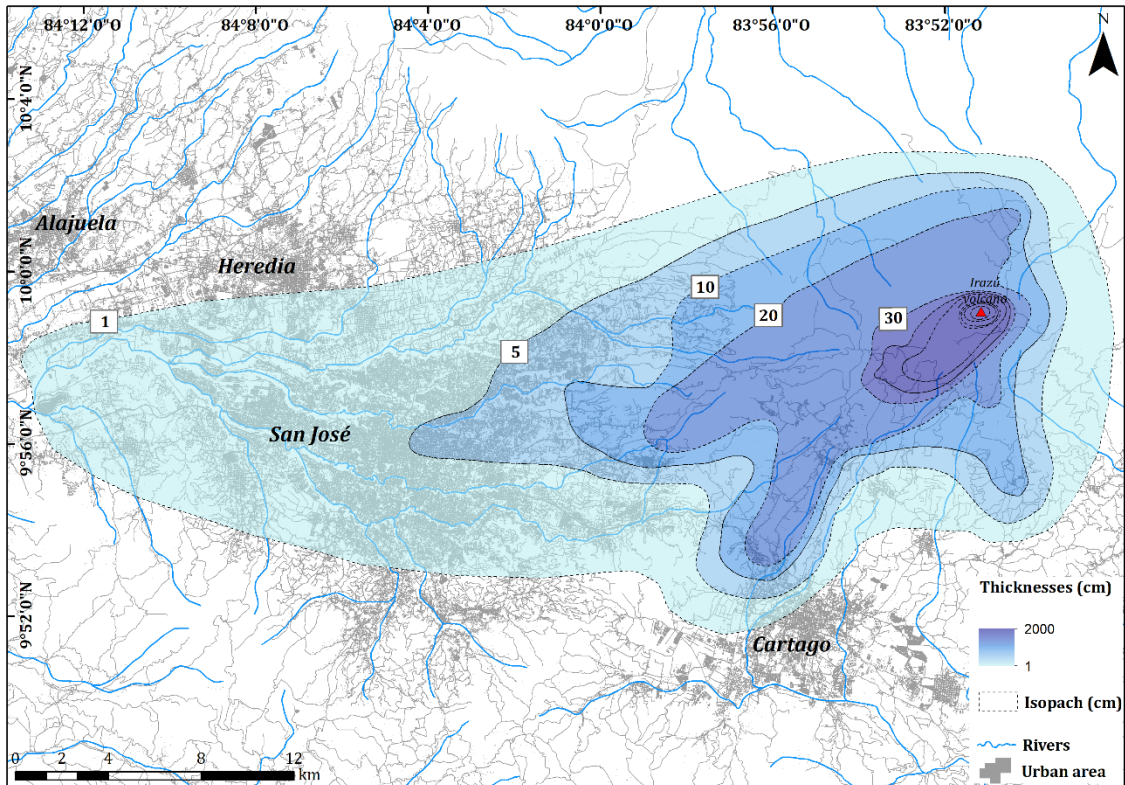 84°12'0"O 84°8'0"O 84°4'0"O 84°0'0"O 83°56'0"O 83°52'0"O
N
10°4'0"N
Alajuela
Heredia
10°0'0"N
10
Irazú
volcano
1
20
30
5
San José
9°56'0"N
9°52'0"N
Cartago
Thicknesses (cm)
2000
1
Isopach (cm)
Rivers
Urban area
0 2 4 8 12
km